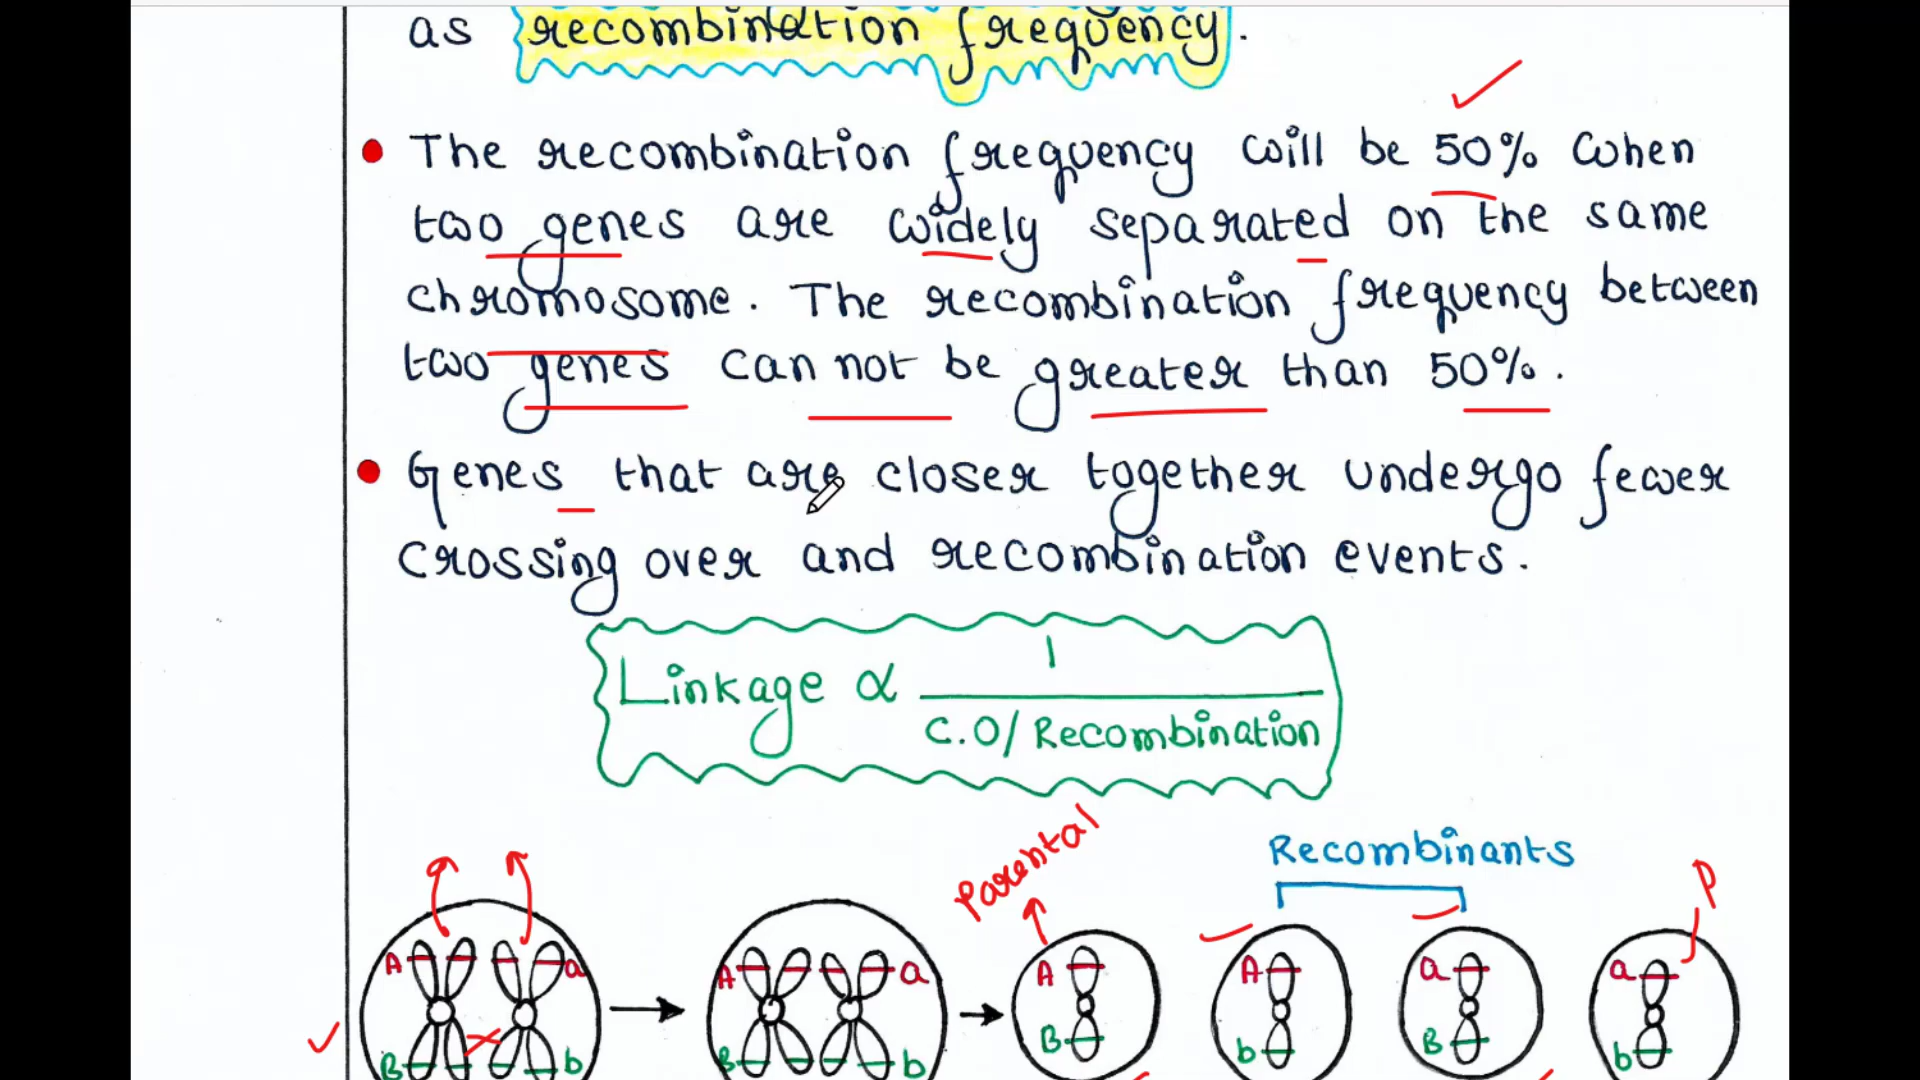 as recombination frequency.
• The recombination frequency will be 50% when
two genes are widely separated on the same
chromosome. The recombination frequency between
two genes can not be greater than 50%.
• Genes that are closer together undergo fewer
crossing over and recombination events.
Linkage ∝ 1
C.O/Recombination
Parental
Recombinants
P
A a A a A A a a
B b B b B b B b